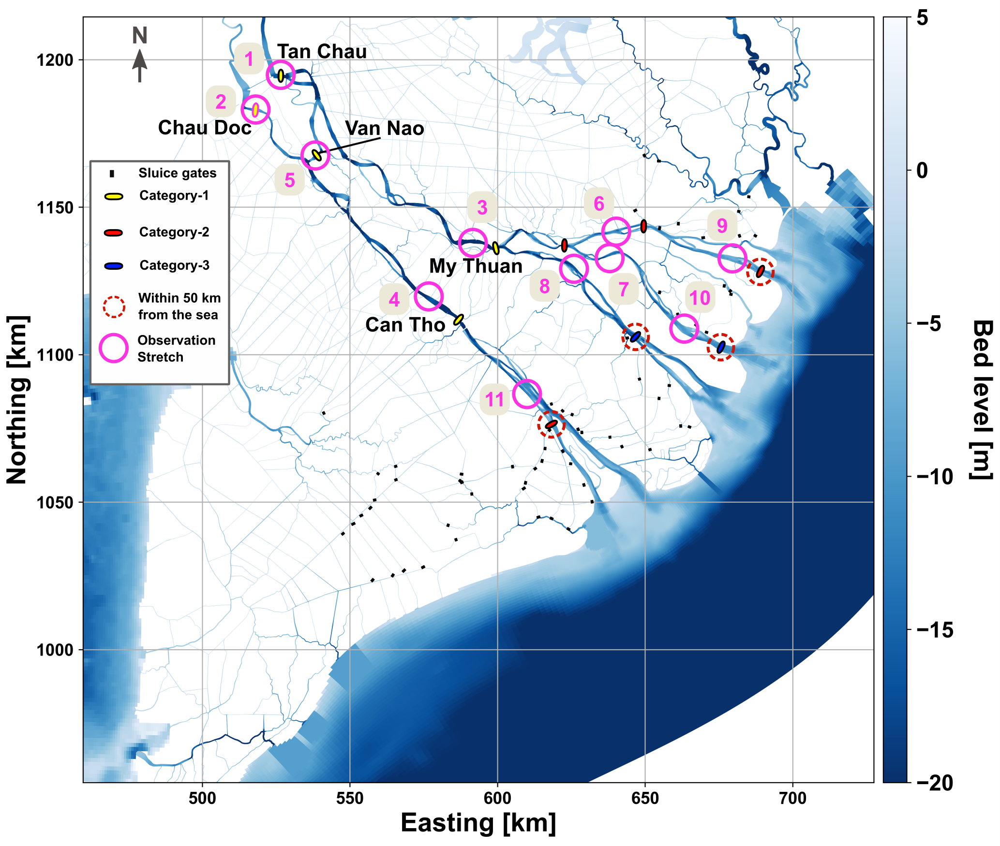 N
Tan Chau
1
2
Chau Doc
Van Nao
5
3
My Thuan
4
Can Tho
6
9
8
7
10
11
Sluice gates
Category-1
Category-2
Category-3
Within 50 km
from the sea
Observation
Stretch
1200
1150
1100
1050
1000
Northing [km]
500
550
600
650
700
Easting [km]
5
0
−5
−10
−15
−20
Bed level [m]